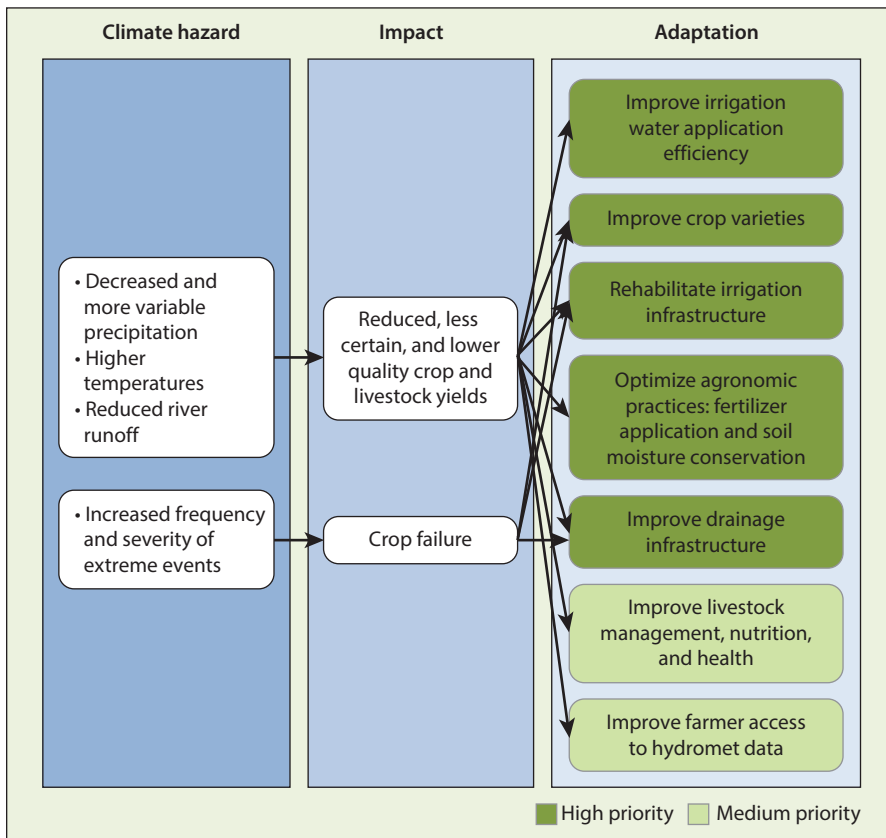 Climate hazard
Impact
Adaptation
• Decreased and
more variable
precipitation
• Higher
temperatures
• Reduced river
runoff
• Increased frequency
and severity of
extreme events
Reduced, less
certain, and lower
quality crop and
livestock yields
Crop failure
Improve irrigation
water application
efficiency
Improve crop varieties
Rehabilitate irrigation
infrastructure
Optimize agronomic
practices: fertilizer
application and soil
moisture conservation
Improve drainage
infrastructure
Improve livestock
management, nutrition,
and health
Improve farmer access
to hydromet data
High priority
Medium priority